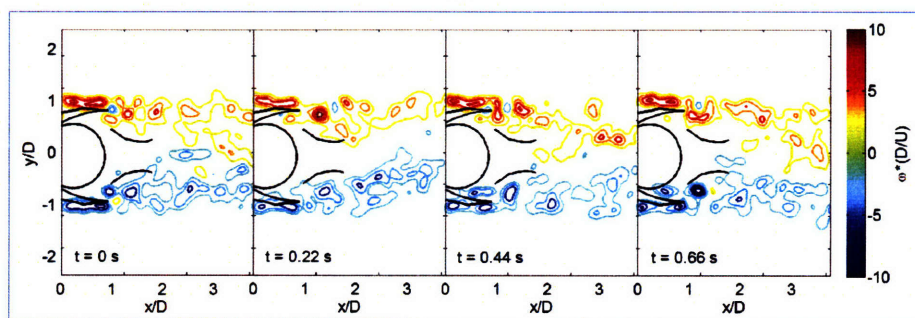 2
1
0
-1
-2
y/D
t = 0 s
t = 0.22 s
t = 0.44 s
t = 0.66 s
0 1 2 3 0 1 2 3 0 1 2 3 0 1 2 3
x/D x/D x/D x/D
10
5
0
-5
-10
ω*(D/U)